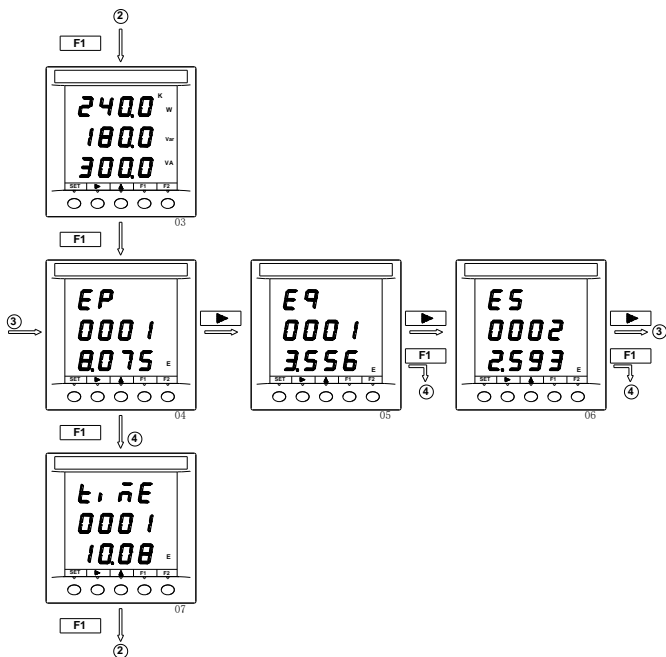 ②
F1
240.0 K W
180.0 Var
300.0 VA
SET ▶ ▲ F1 F2
03
F1
③
EP
0001
8.075 E
SET ▶ ▲ F1 F2
04
▶
Eq
0001
3.556 E
SET ▶ ▲ F1 F2
05
▶
F1
④
ES
0002
2.593 E
SET ▶ ▲ F1 F2
06
▶
③
F1
④
F1
④
tinE
0001
10.08 E
SET ▶ ▲ F1 F2
07
F1
②